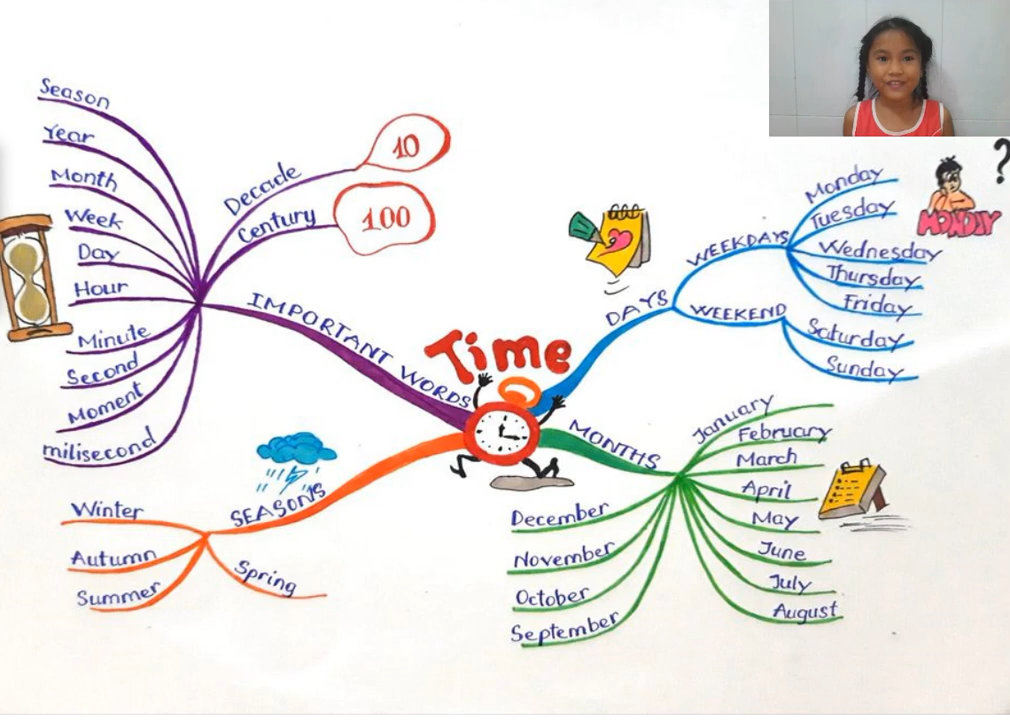 Time
IMPORTANT WORDS
Season
Year
Month
Week
Day
Hour
Minute
Second
Moment
milisecond
Decade
10
Century
100
DAYS
WEEKDAYS
Monday
Tuesday
Wednesday
Thursday
Friday
WEEKEND
Saturday
Sunday
MONDAY
?
MONTHS
January
February
March
April
May
June
July
August
September
October
November
December
SEASONS
Winter
Autumn
Summer
Spring